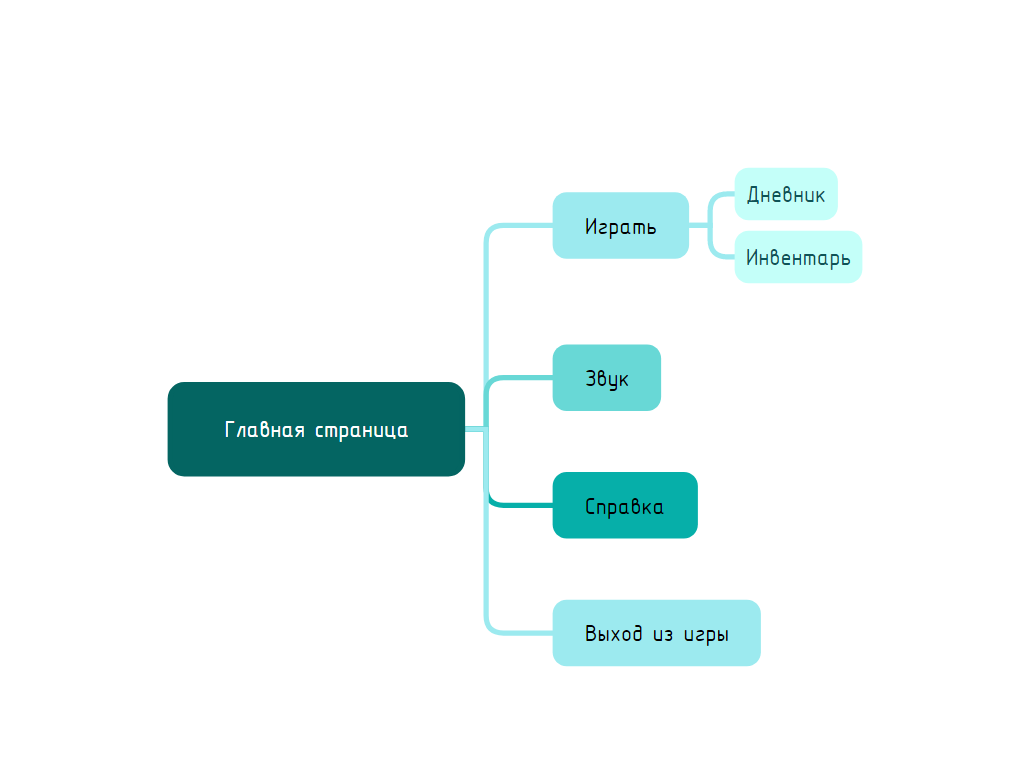 Главная страница
Играть
Дневник
Инвентарь
Звук
Справка
Выход из игры